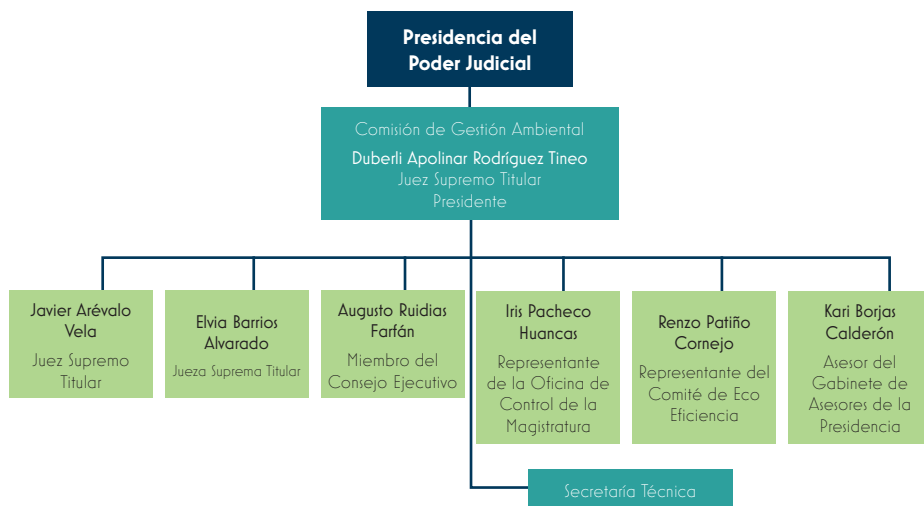 Presidencia del
Poder Judicial
Comisión de Gestión Ambiental
Duberli Apolinar Rodríguez Tineo
Juez Supremo Titular
Presidente
Javier Arévalo
Vela
Juez Supremo
Titular
Elvia Barrios
Alvarado
Jueza Suprema Titular
Augusto Ruidias
Farfán
Miembro del
Consejo Ejecutivo
Iris Pacheco
Huancas
Representante
de la Oficina de
Control de la
Magistratura
Renzo Patiño
Cornejo
Representante del
Comité de Eco
Eficiencia
Kari Borjas
Calderón
Asesor del
Gabinete de
Asesores de la
Presidencia
Secretaría Técnica